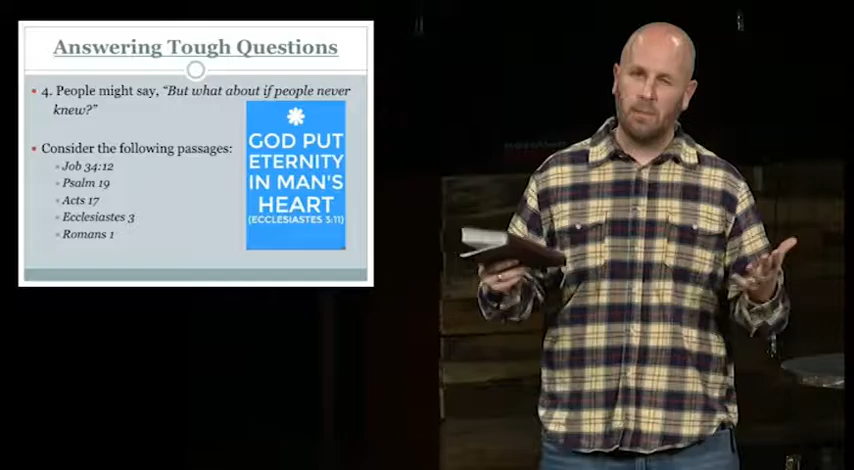 Answering Tough Questions
4. People might say, “But what about if people never
knew?”
GOD PUT
ETERNITY
IN MAN'S
HEART
(ECCLESIASTES 3:11)
Consider the following passages:
Job 34:12
Psalm 19
Acts 17
Ecclesiastes 3
Romans 1